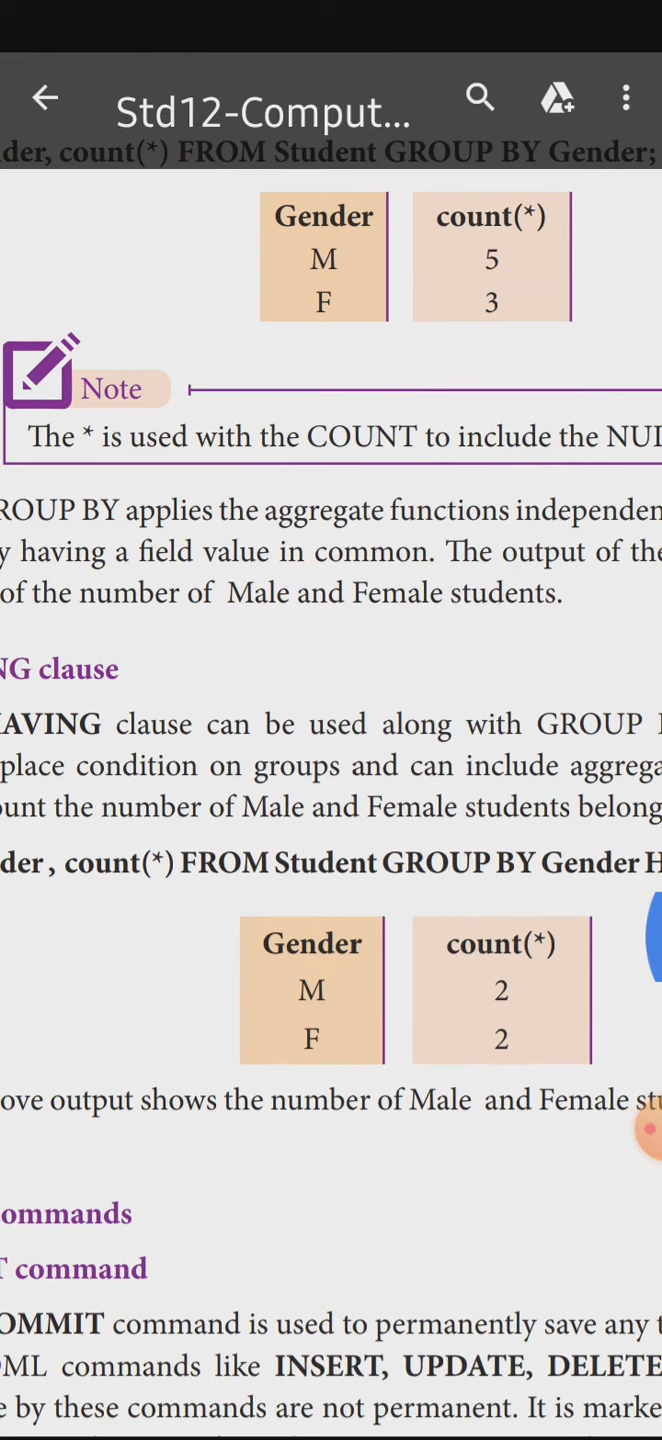 Std12-Comput...
der, count(*) FROM Student GROUP BY Gender;
Gender count(*)
M 5
F 3
Note
The * is used with the COUNT to include the NUL
ROUP BY applies the aggregate functions independen
y having a field value in common. The output of the
of the number of Male and Female students.
NG clause
HAVING clause can be used along with GROUP
place condition on groups and can include aggrega
ount the number of Male and Female students belong
der , count(*) FROM Student GROUP BY Gender H
Gender count(*)
M 2
F 2
ove output shows the number of Male and Female stu
ommands
T command
OMMIT command is used to permanently save any t
ML commands like INSERT, UPDATE, DELETE
e by these commands are not permanent. It is marke